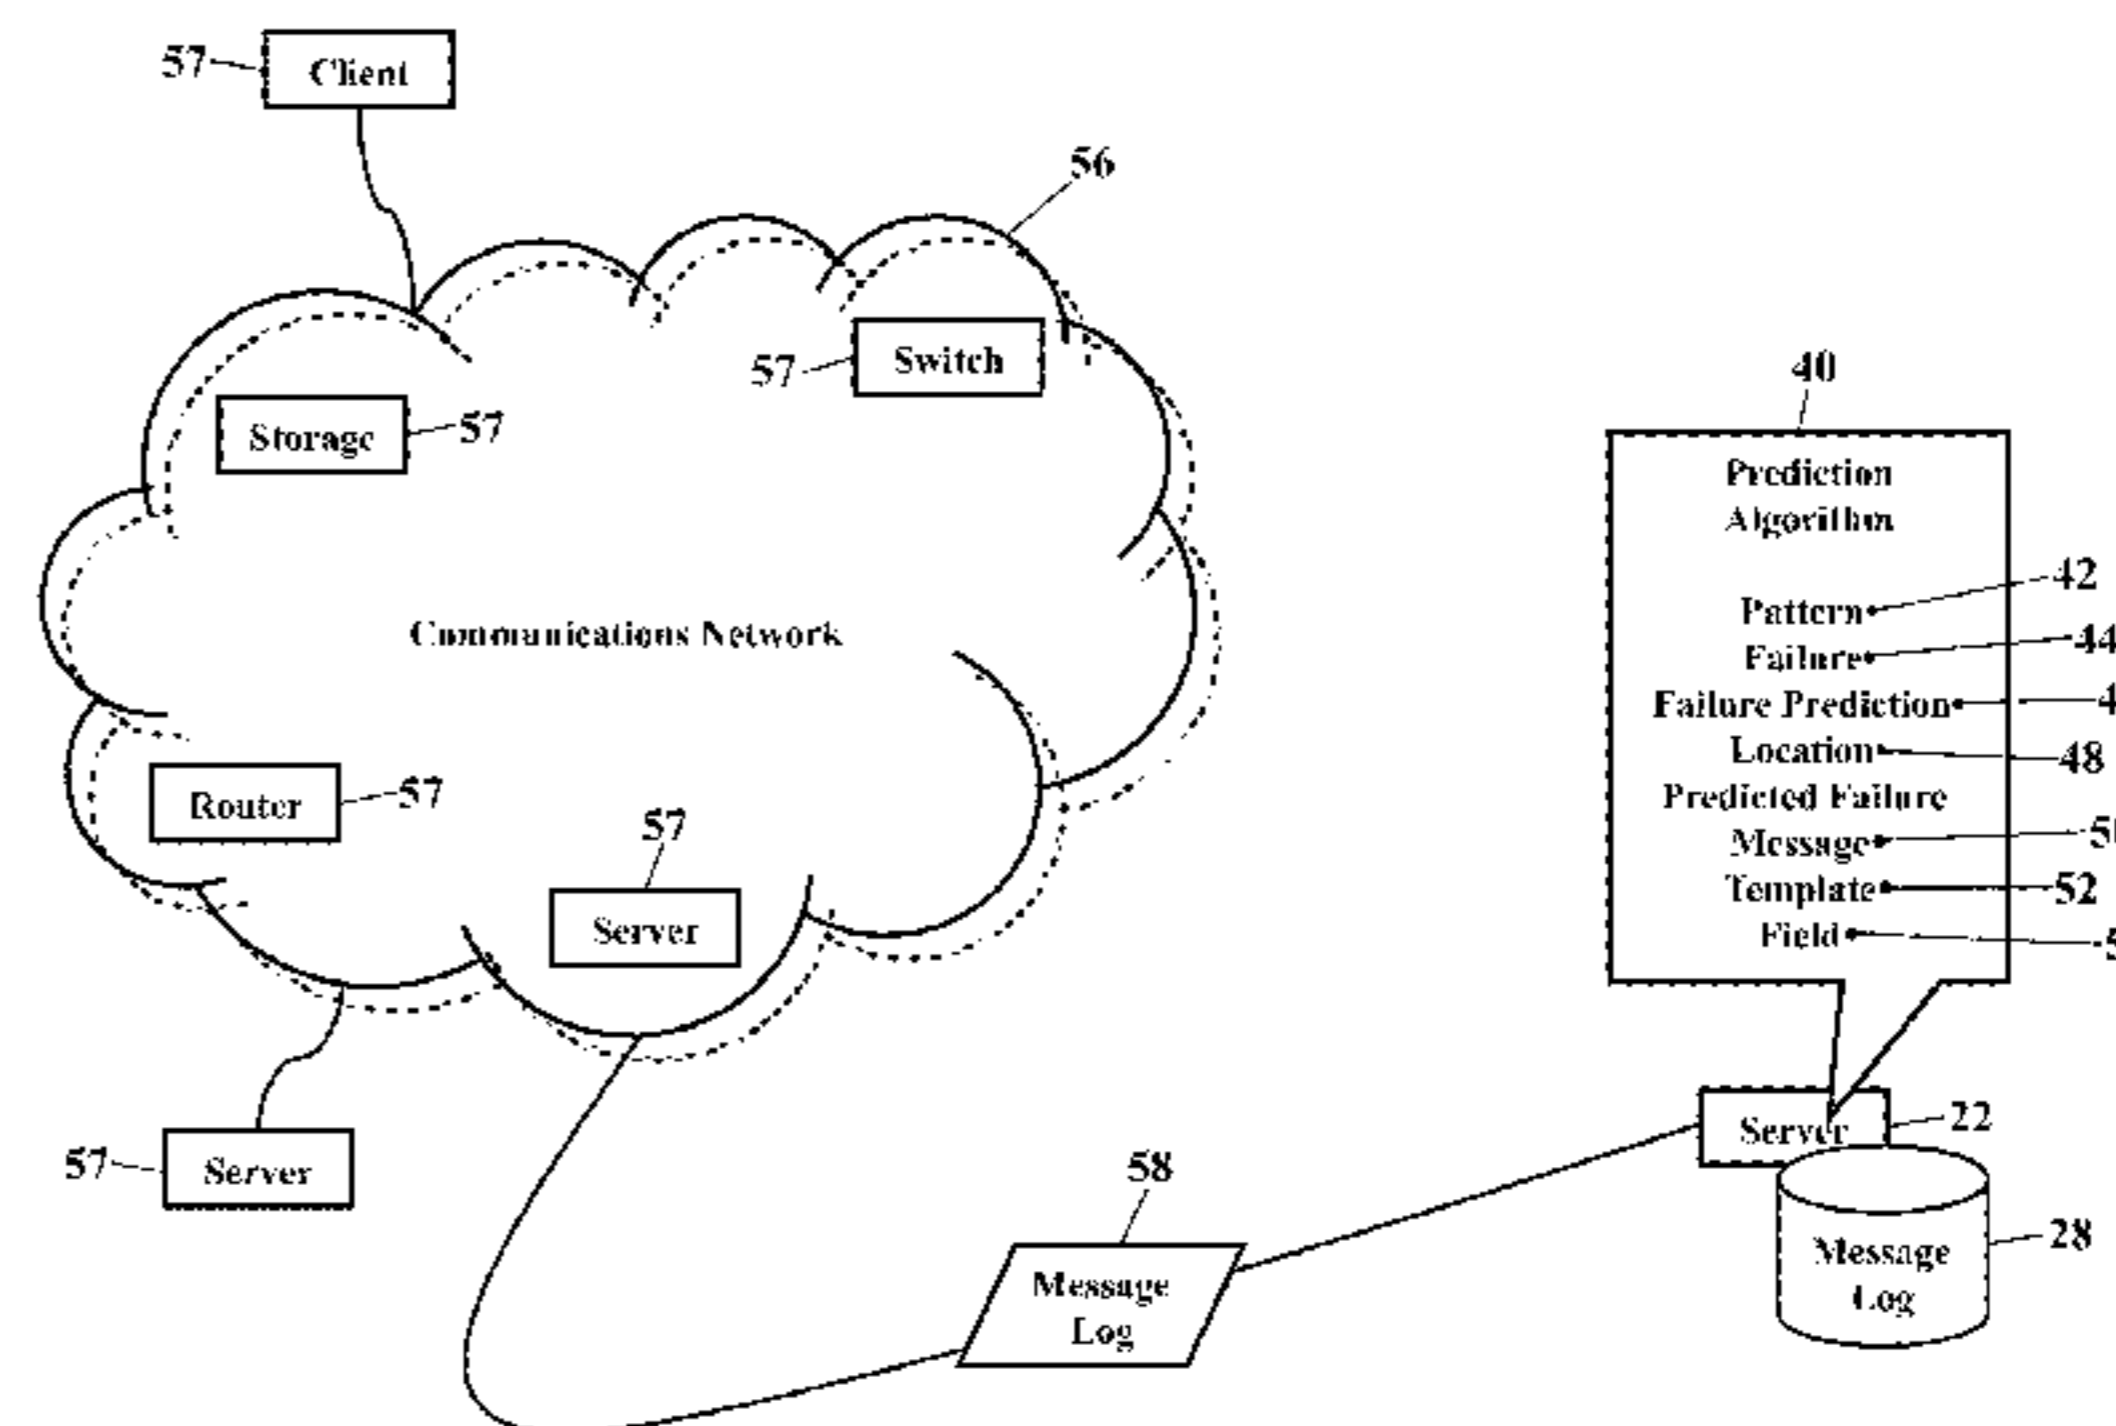 57
Client
56
Switch
57
40
Storage
57
Prediction
Algorithm
Pattern
42
Failure
44
Communications Network
Failure Prediction
Location
48
Predicted Failure
Message
Template
52
Field
Router
57
57
Server
Server
22
57
Server
58
Message
Log
Message
Log
28